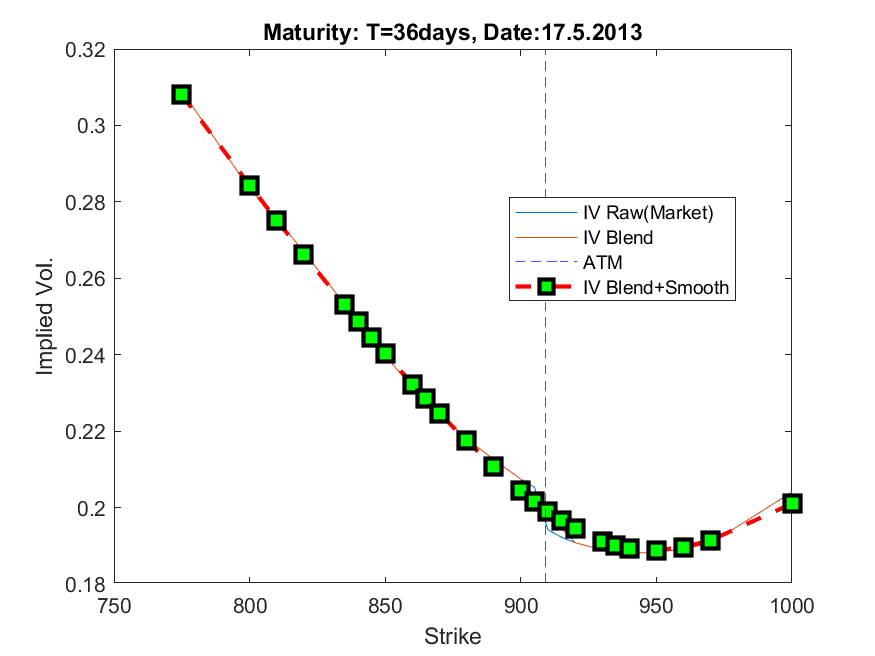 Maturity: T=36days, Date:17.5.2013
0.32
0.3
0.28
0.26
0.24
0.22
0.2
0.18
Implied Vol.
IV Raw(Market)
IV Blend
ATM
IV Blend+Smooth
750 800 850 900 950 1000
Strike